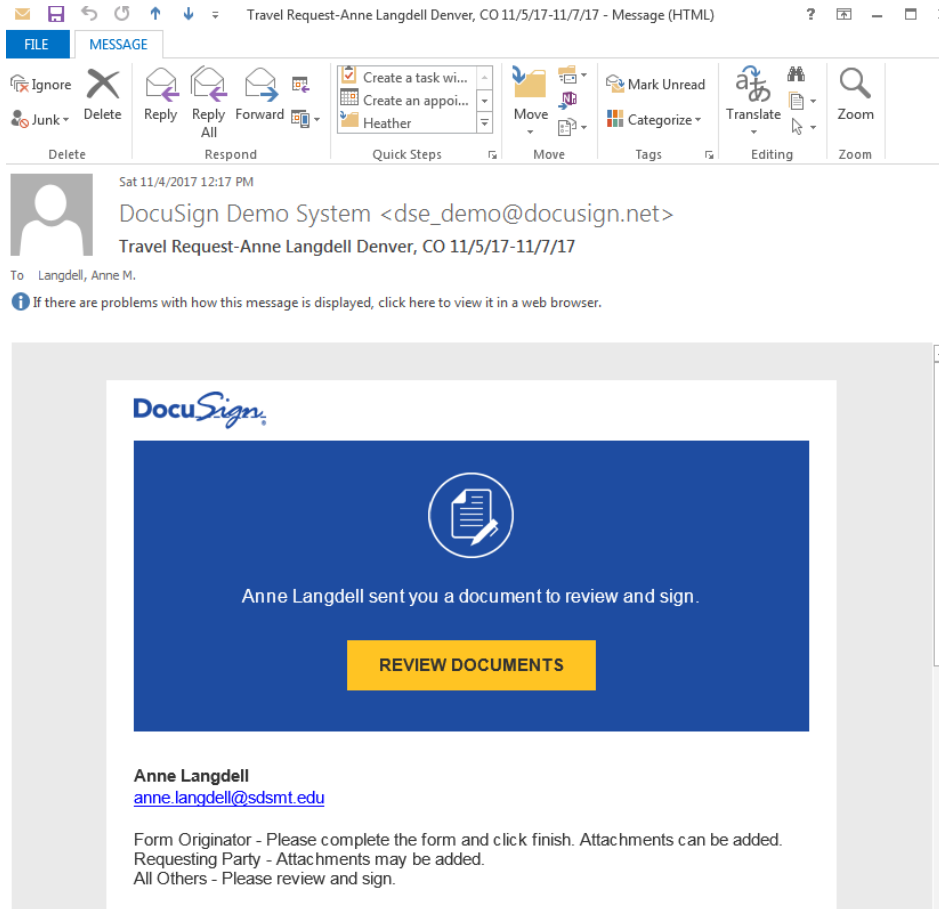 Travel Request-Anne Langdell Denver, CO 11/5/17-11/7/17 - Message (HTML) ?
FILE MESSAGE
Ignore
Junk
Delete
Reply
Reply All
Forward
Create a task wi...
Create an appoi...
Heather
Move
Mark Unread
Categorize
Translate
Zoom
Delete Respond Quick Steps Move Tags Editing Zoom
Sat 11/4/2017 12:17 PM
DocuSign Demo System <dse_demo@docusign.net>
Travel Request-Anne Langdell Denver, CO 11/5/17-11/7/17
To Langdell, Anne M.
If there are problems with how this message is displayed, click here to view it in a web browser.
DocuSign
Anne Langdell sent you a document to review and sign.
REVIEW DOCUMENTS
Anne Langdell
anne.langdell@sdsmt.edu
Form Originator - Please complete the form and click finish. Attachments can be added.
Requesting Party - Attachments may be added.
All Others - Please review and sign.